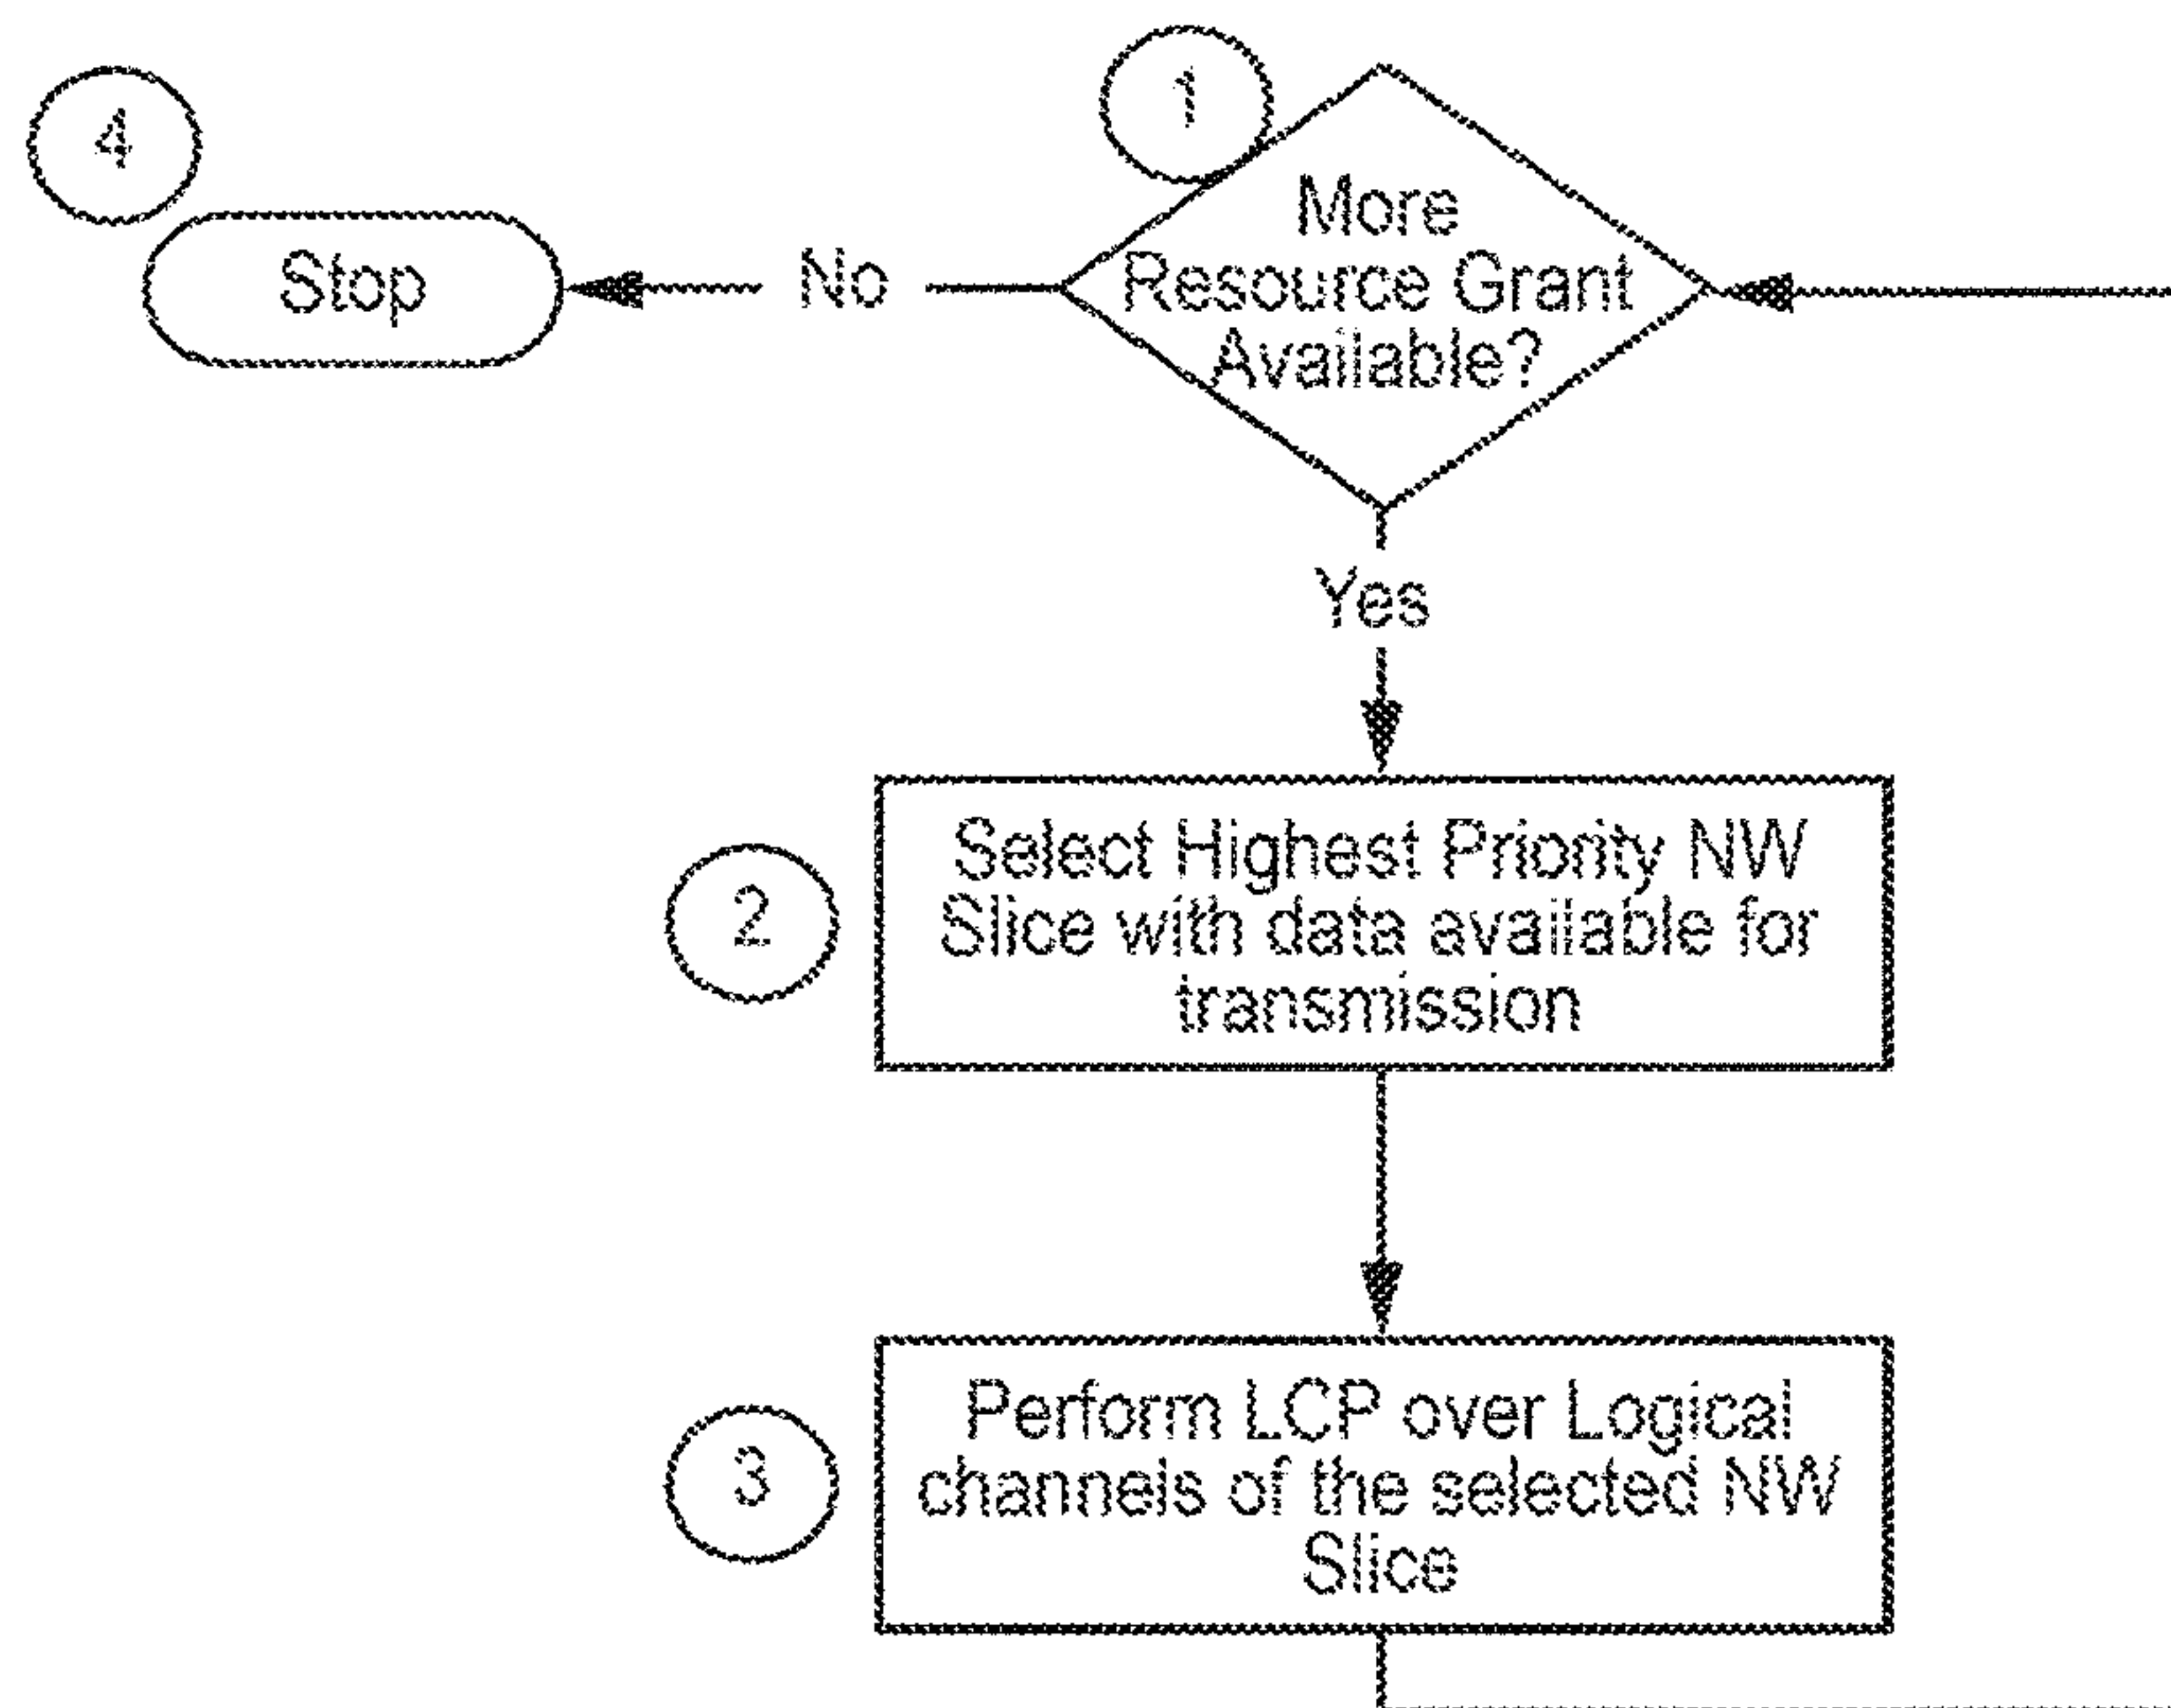 4
1
More
Resource Grant
Available?
No
Stop
Yes
2
Select Highest Priority NW
Slice with data available for
transmission
3
Perform LCP over Logical
channels of the selected NW
Slice